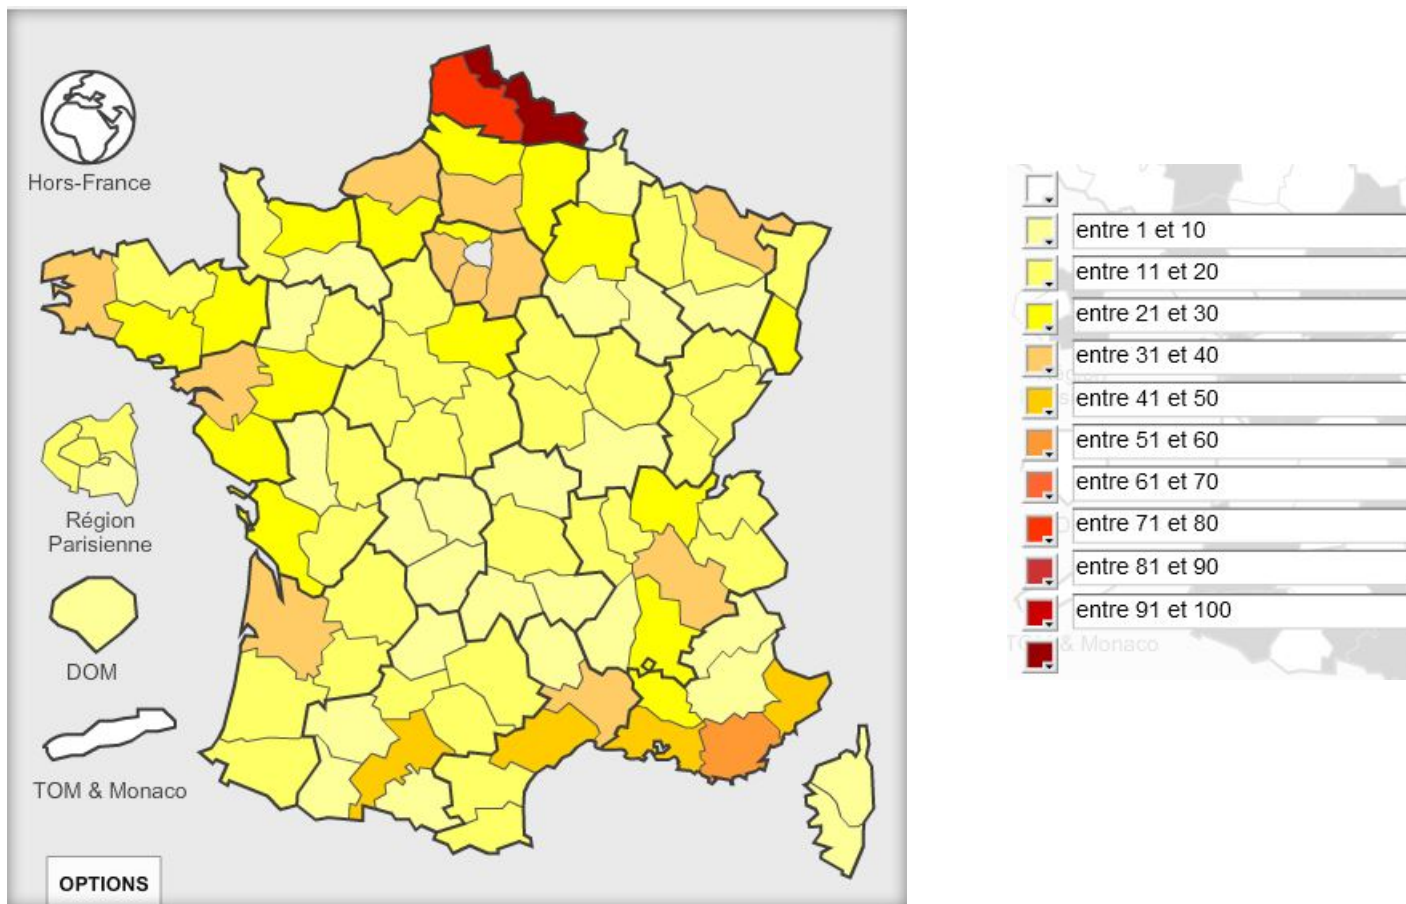 Hors-France
Région
Parisienne
DOM
TOM & Monaco
OPTIONS
entre 1 et 10
entre 11 et 20
entre 21 et 30
entre 31 et 40
entre 41 et 50
entre 51 et 60
entre 61 et 70
entre 71 et 80
entre 81 et 90
entre 91 et 100
& Monaco